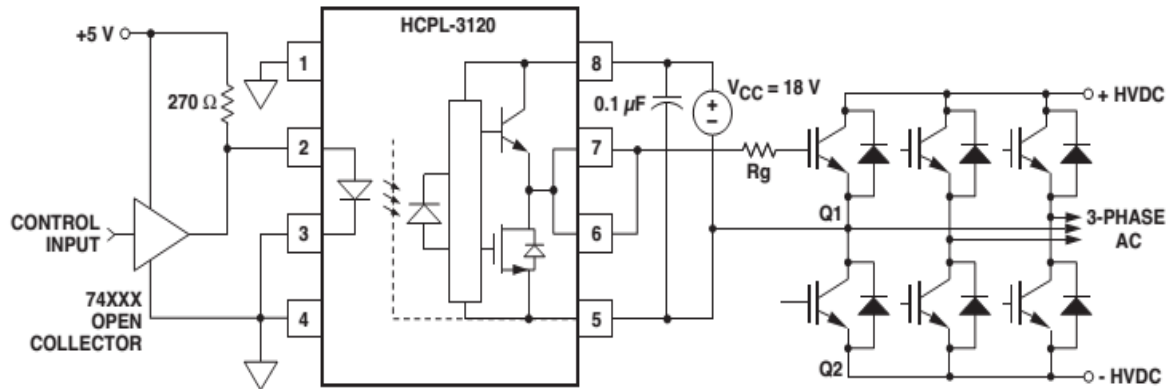 HCPL-3120
+5 V
270 Ω
1
2
3
4
8
7
6
5
0.1 µF
VCC = 18 V
+
−
Rg
+ HVDC
Q1
3-PHASE
AC
Q2
- HVDC
CONTROL
INPUT
74XXX
OPEN
COLLECTOR